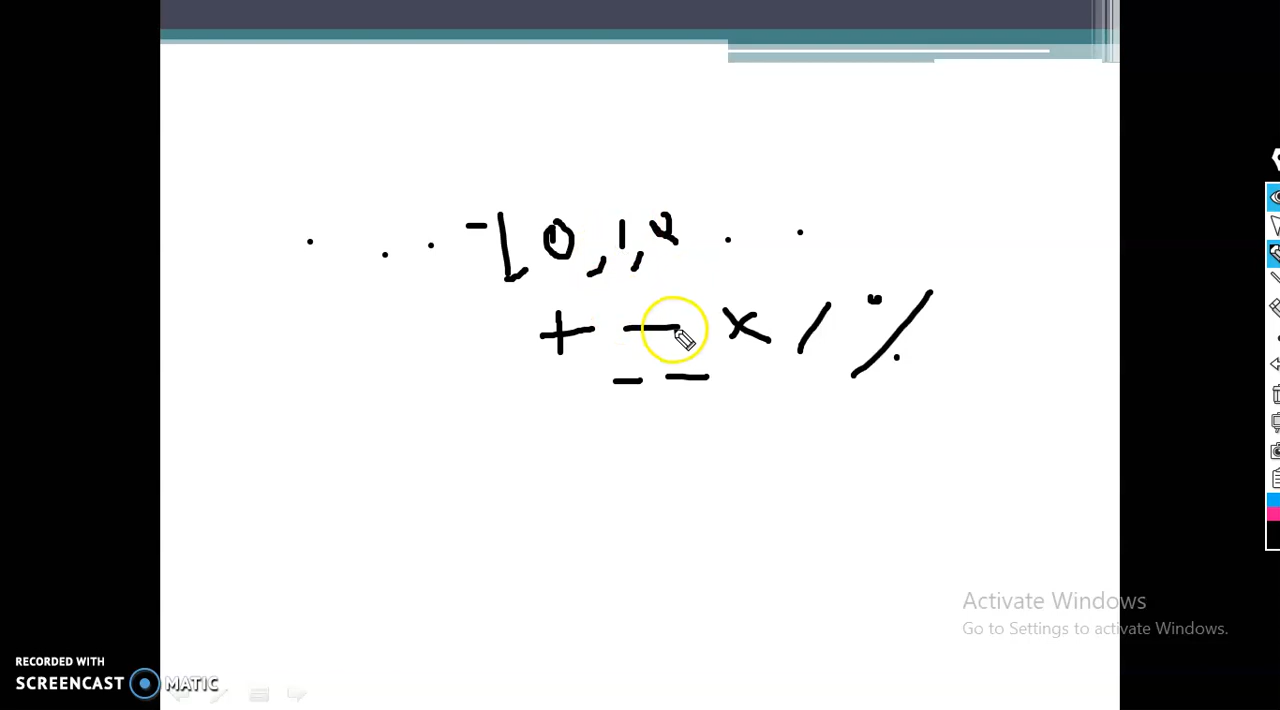 . . . -1, 0, 1, 2 . .
+ - × / %
- -
Activate Windows
Go to Settings to activate Windows.
RECORDED WITH
SCREENCAST MATIC